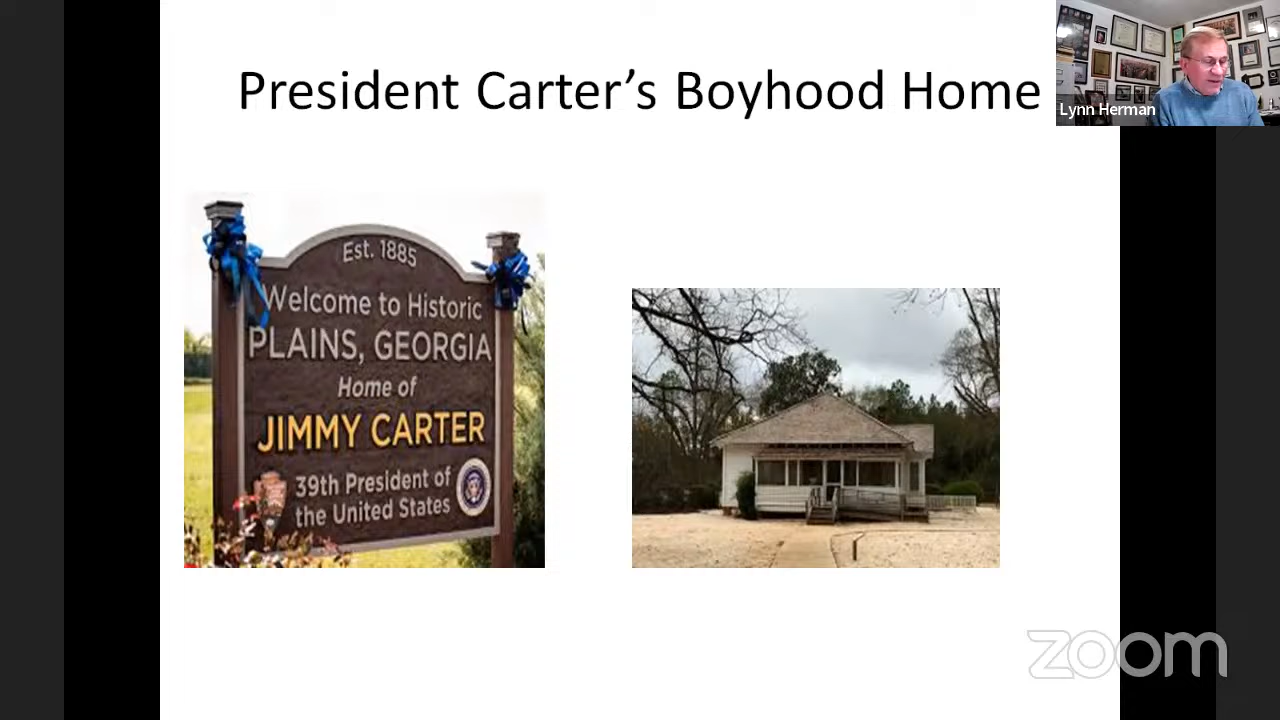 President Carter's Boyhood Home
Lynn Herman
Est. 1885
Welcome to Historic
PLAINS, GEORGIA
Home of
JIMMY CARTER
39th President of
the United States
zoom